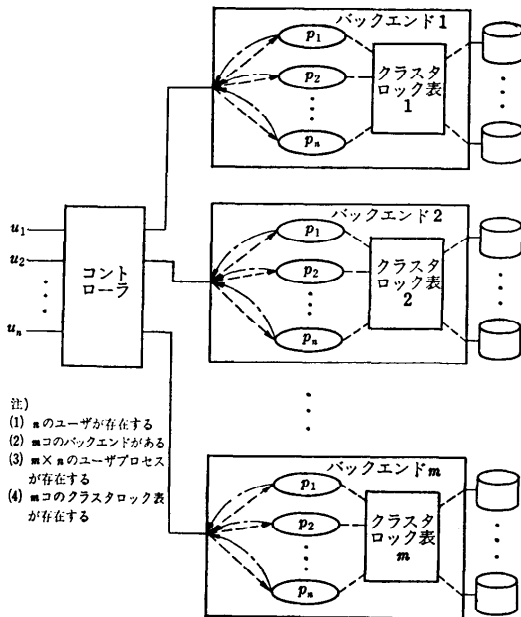 バックエンド1
p₁
p₂
pₙ
クラスタ
ロック表
1
u₁
u₂
uₙ
コント
ローラ
バックエンド2
p₁
p₂
pₙ
クラスタ
ロック表
2
注)
(1) nのユーザが存在する
(2) mコのバックエンドがある
(3) m×nのユーザプロセス
が存在する
(4) mコのクラスタロック表
が存在する
バックエンドm
p₁
p₂
pₙ
クラスタ
ロック表
m